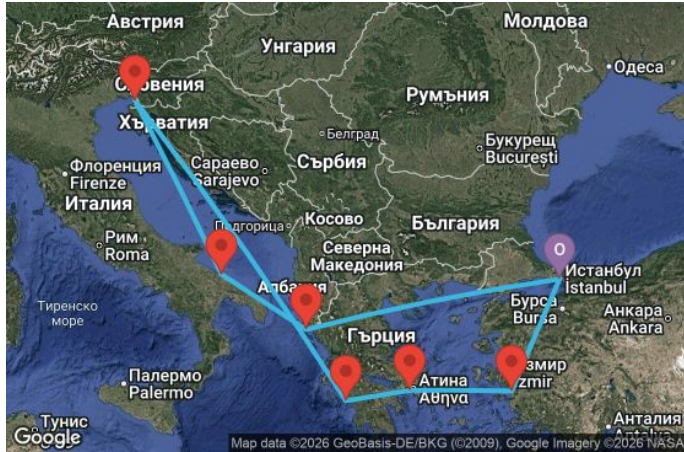 Австрия
Молдова
Унгария
Одеса
Словения
Румъния
Хърватия
Белград
Букурещ
București
Флоренция
Firenze
Сараево
Sarajevo
Сърбия
Италия
Подгорица
Косово
България
Рим
Roma
Северна
Македония
O
Истанбул
İstanbul
Албания
Тиренско
море
Бурса
Bursa
Анкара
Ankara
Гърция
Палермо
Palermo
Атина
Αθήνα
змир
zmir
Тунис
Анталия
Google
Map data ©2026 GeoBasis-DE/BKG (©2009), Google Imagery ©2026 NASA